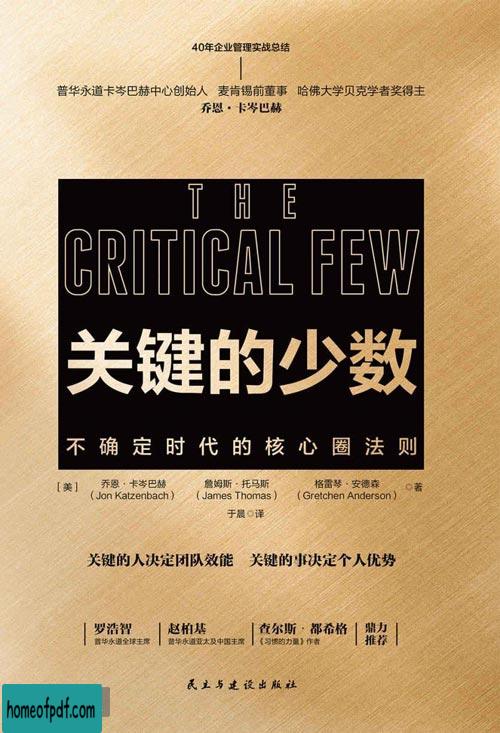 40年企业管理实战总结
普华永道卡岑巴赫中心创始人 麦肯锡前董事 哈佛大学贝克学者奖得主
乔恩·卡岑巴赫
THE
CRITICAL FEW
关键的少数
不确定时代的核心圈法则
[美] 乔恩·卡岑巴赫 詹姆斯·托马斯 格雷琴·安德森 著
(Jon Katzenbach) (James Thomas) (Gretchen Anderson)
于晨 译
关键的人决定团队效能 关键的事决定个人优势
罗浩智 赵柏基 查尔斯·都希格 鼎力
普华永道全球主席 普华永道亚太及中国主席 《习惯的力量》作者 推荐
民主与建设出版社
homeofpdf.com